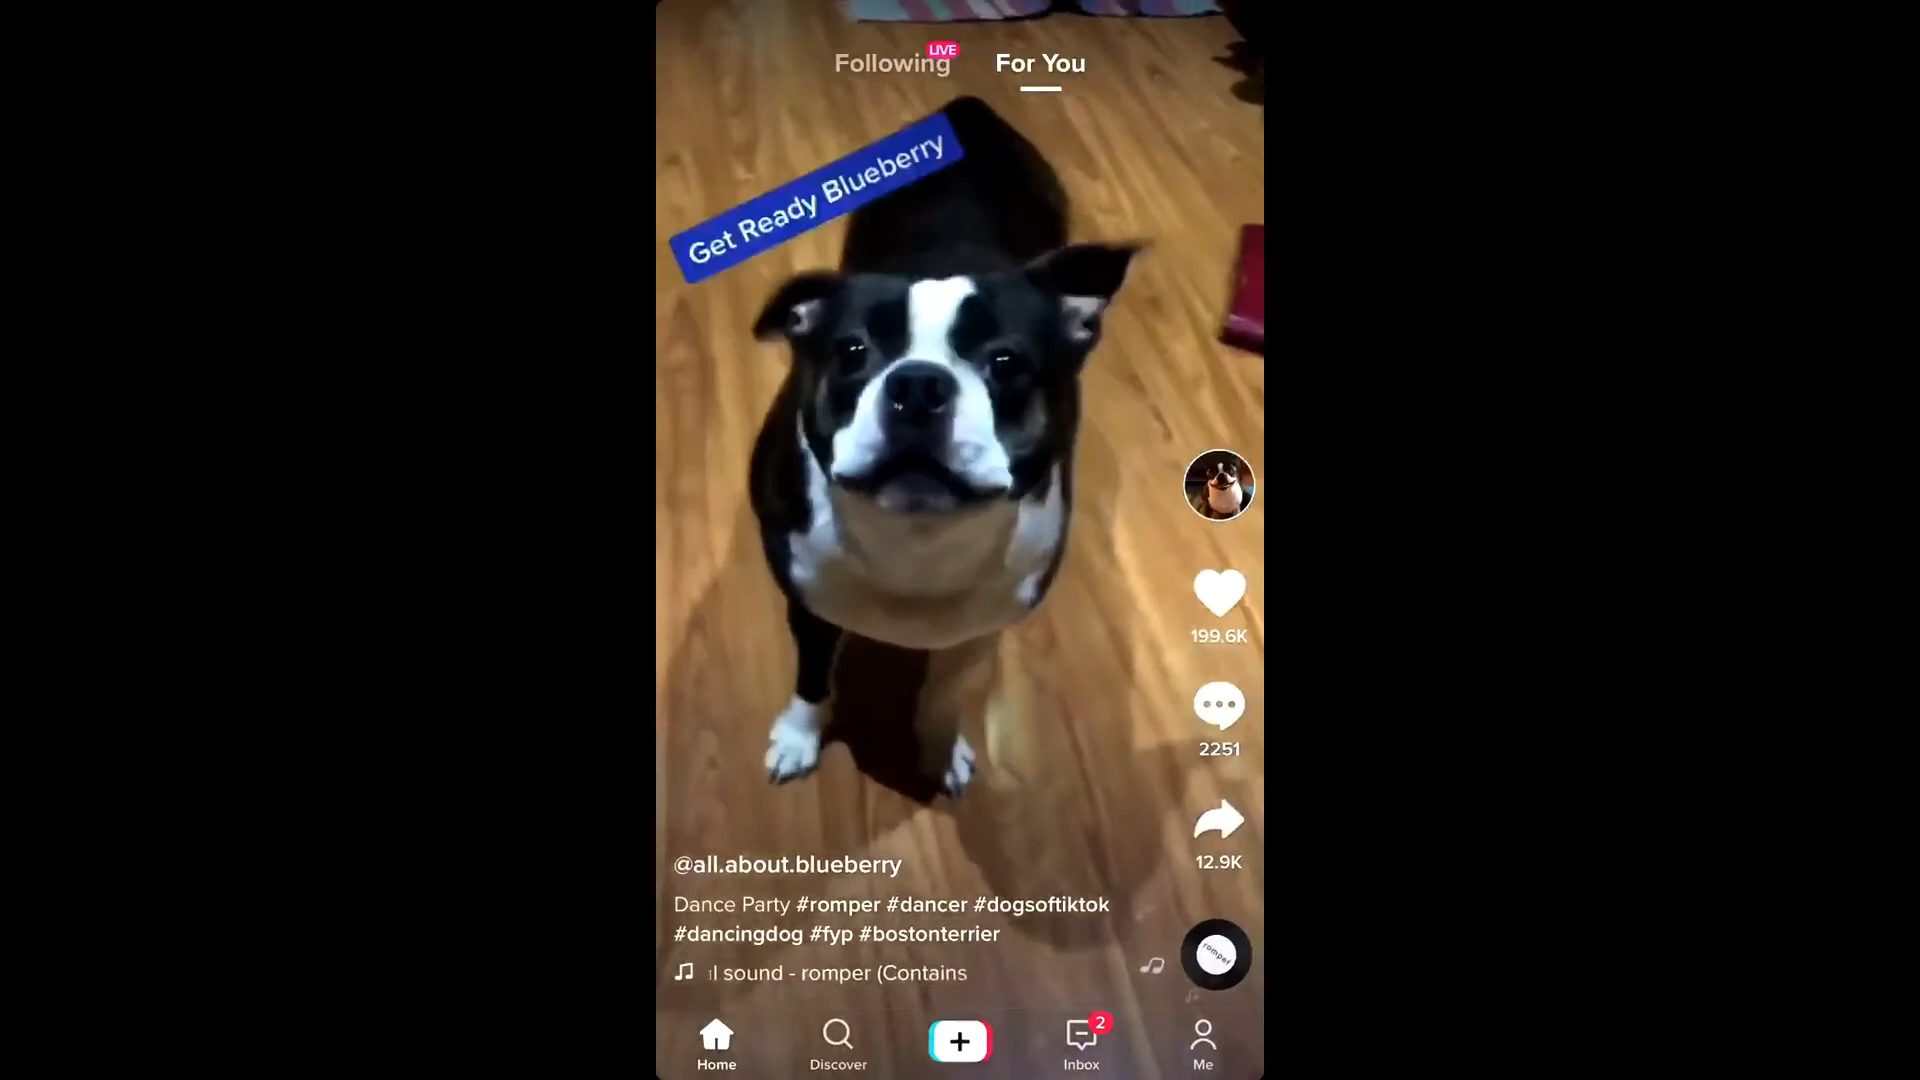 Following
LIVE
For You
Get Ready Blueberry
199.6K
2251
12.9K
@all.about.blueberry
Dance Party #romper #dancer #dogsoftiktok
#dancingdog #fyp #bostonterrier
l sound - romper (Contains
romper
Home
Discover
2
Inbox
Me